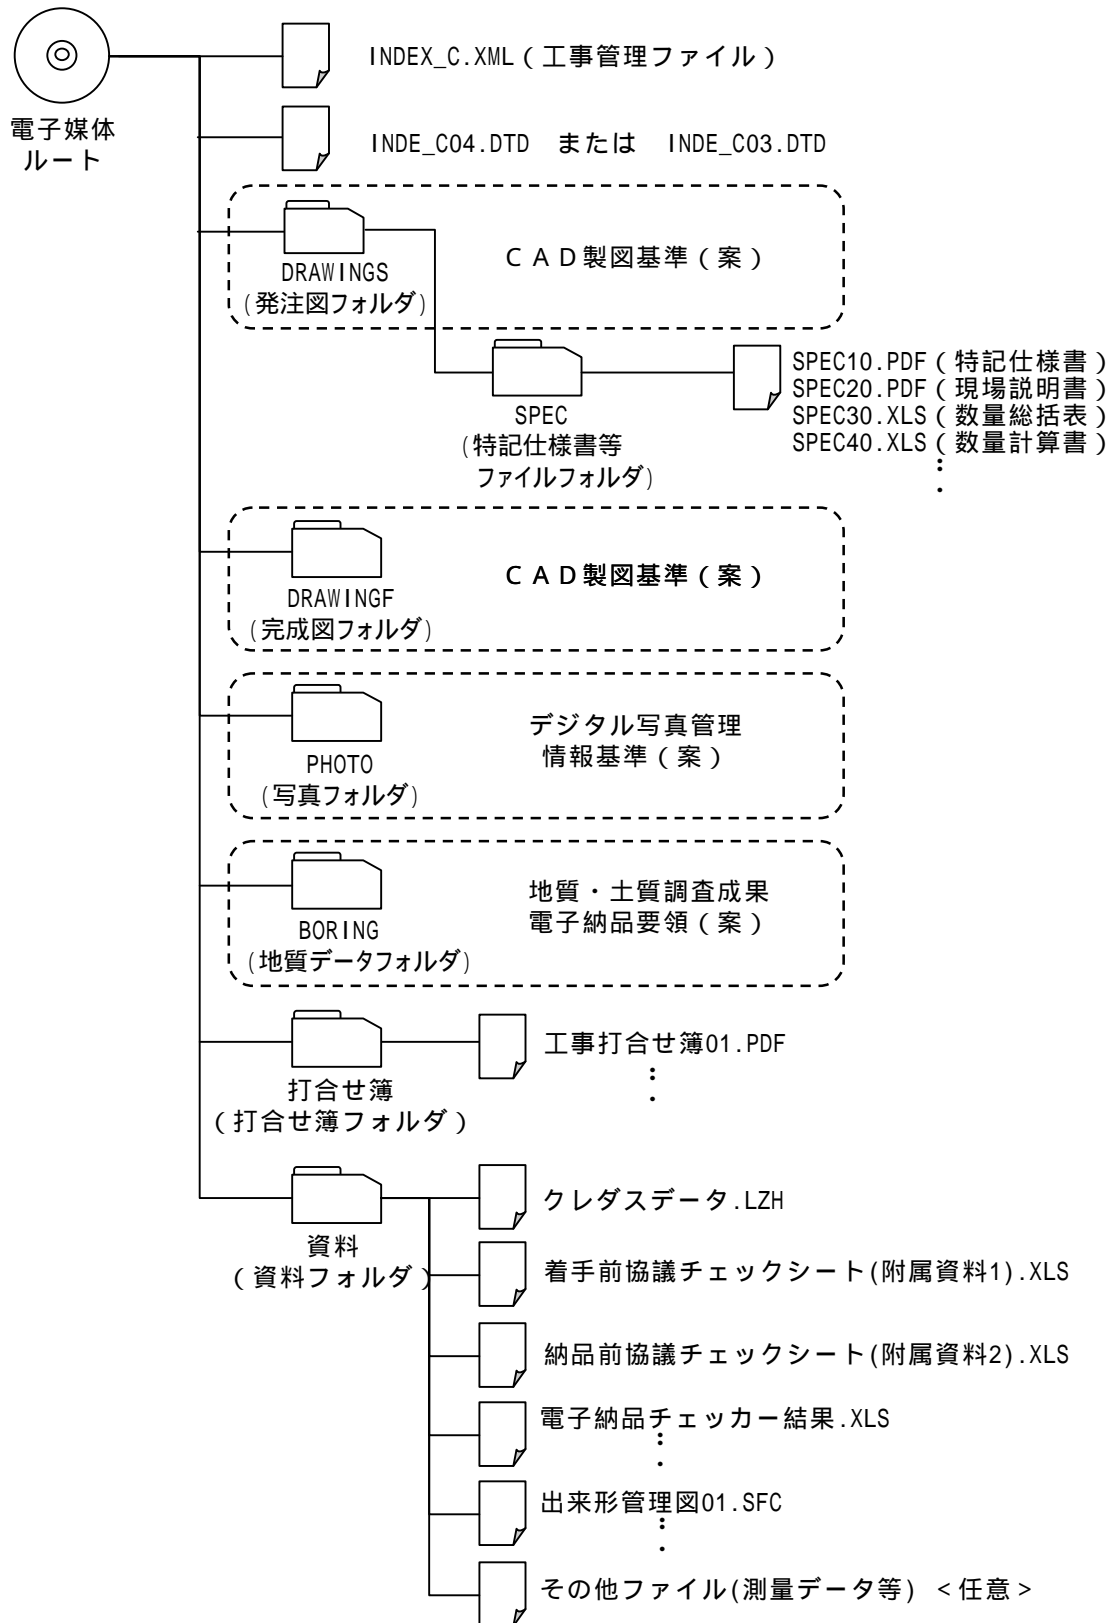 INDEX_C.XML（工事管理ファイル）
電子媒体
ルート
INDE_C04.DTD　または　INDE_C03.DTD
ＣＡＤ製図基準（案）
DRAWINGS
(発注図フォルダ)
SPEC10.PDF（特記仕様書）
SPEC20.PDF（現場説明書）
SPEC30.XLS（数量総括表）
SPEC40.XLS（数量計算書）
︙
SPEC
(特記仕様書等
ファイルフォルダ)
ＣＡＤ製図基準（案）
DRAWINGF
(完成図フォルダ)
デジタル写真管理
情報基準（案）
PHOTO
(写真フォルダ)
地質・土質調査成果
電子納品要領（案）
BORING
(地質データフォルダ)
工事打合せ簿01.PDF
︙
打合せ簿
（打合せ簿フォルダ）
クレダスデータ.LZH
資料
（資料フォルダ）
着手前協議チェックシート(附属資料1).XLS
納品前協議チェックシート(附属資料2).XLS
電子納品チェッカー結果.XLS
︙
出来形管理図01.SFC
︙
その他ファイル(測量データ等)　＜任意＞